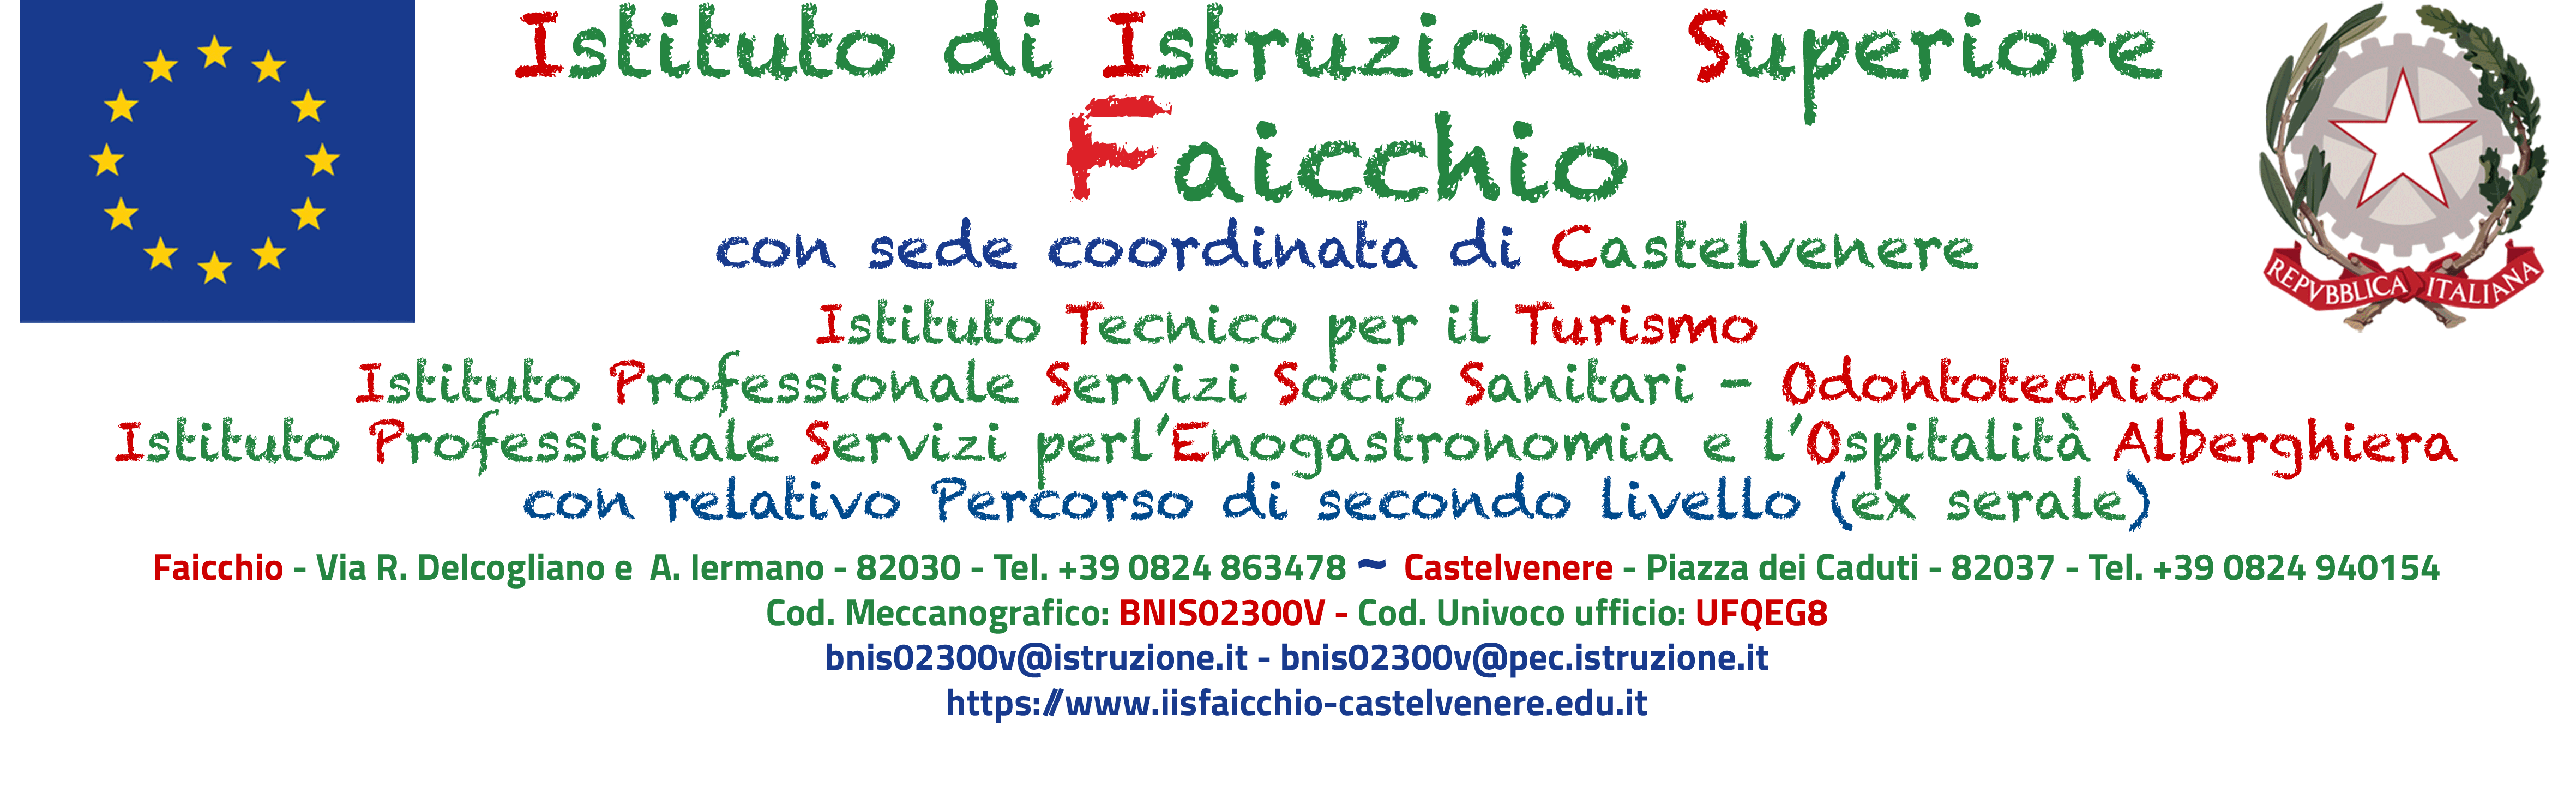 Istituto di Istruzione Superiore
Faicchio
con sede coordinata di Castelvenere
REPVBBLICA ITALIANA
Istituto Tecnico per il Turismo
Istituto Professionale Servizi Socio Sanitari - Odontotecnico
Istituto Professionale Servizi perl'Enogastronomia e l'Ospitalità Alberghiera
con relativo Percorso di secondo livello (ex serale)
Faicchio - Via R. Delcogliano e A. Iermano - 82030 - Tel. +39 0824 863478 ~ Castelvenere - Piazza dei Caduti - 82037 - Tel. +39 0824 940154
Cod. Meccanografico: BNIS02300V - Cod. Univoco ufficio: UFQEG8
bnis02300v@istruzione.it - bnis02300v@pec.istruzione.it
https://www.iisfaicchio-castelvenere.edu.it